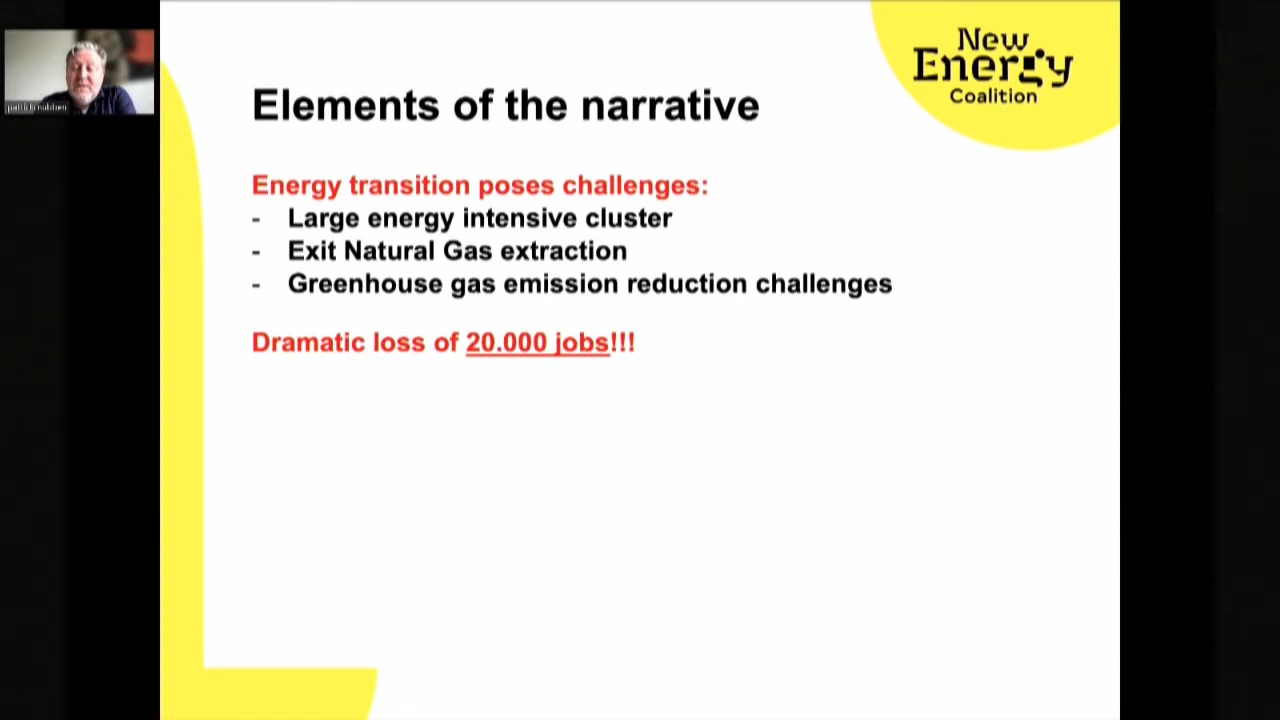 New
Energy
Coalition
Elements of the narrative
Energy transition poses challenges:
- Large energy intensive cluster
- Exit Natural Gas extraction
- Greenhouse gas emission reduction challenges
Dramatic loss of 20.000 jobs!!!